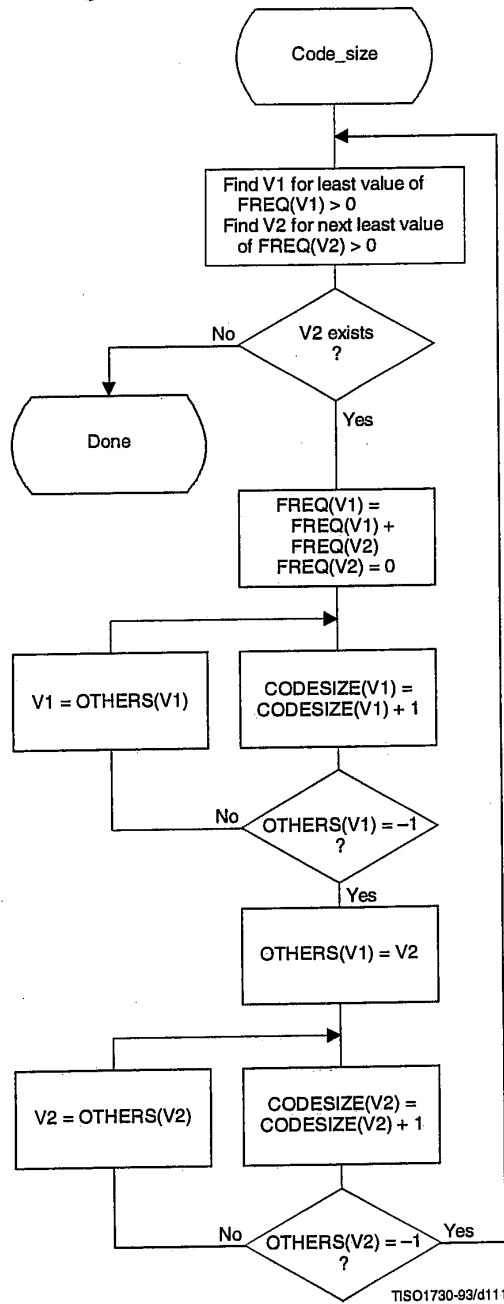 Code_size
Find V1 for least value of
FREQ(V1) > 0
Find V2 for next least value
of FREQ(V2) > 0
No
V2 exists
?
Yes
Done
FREQ(V1) =
FREQ(V1) +
FREQ(V2)
FREQ(V2) = 0
V1 = OTHERS(V1)
CODESIZE(V1) =
CODESIZE(V1) + 1
No
OTHERS(V1) = –1
?
Yes
OTHERS(V1) = V2
V2 = OTHERS(V2)
CODESIZE(V2) =
CODESIZE(V2) + 1
No
OTHERS(V2) = –1
?
Yes
TISO1730-93/d11